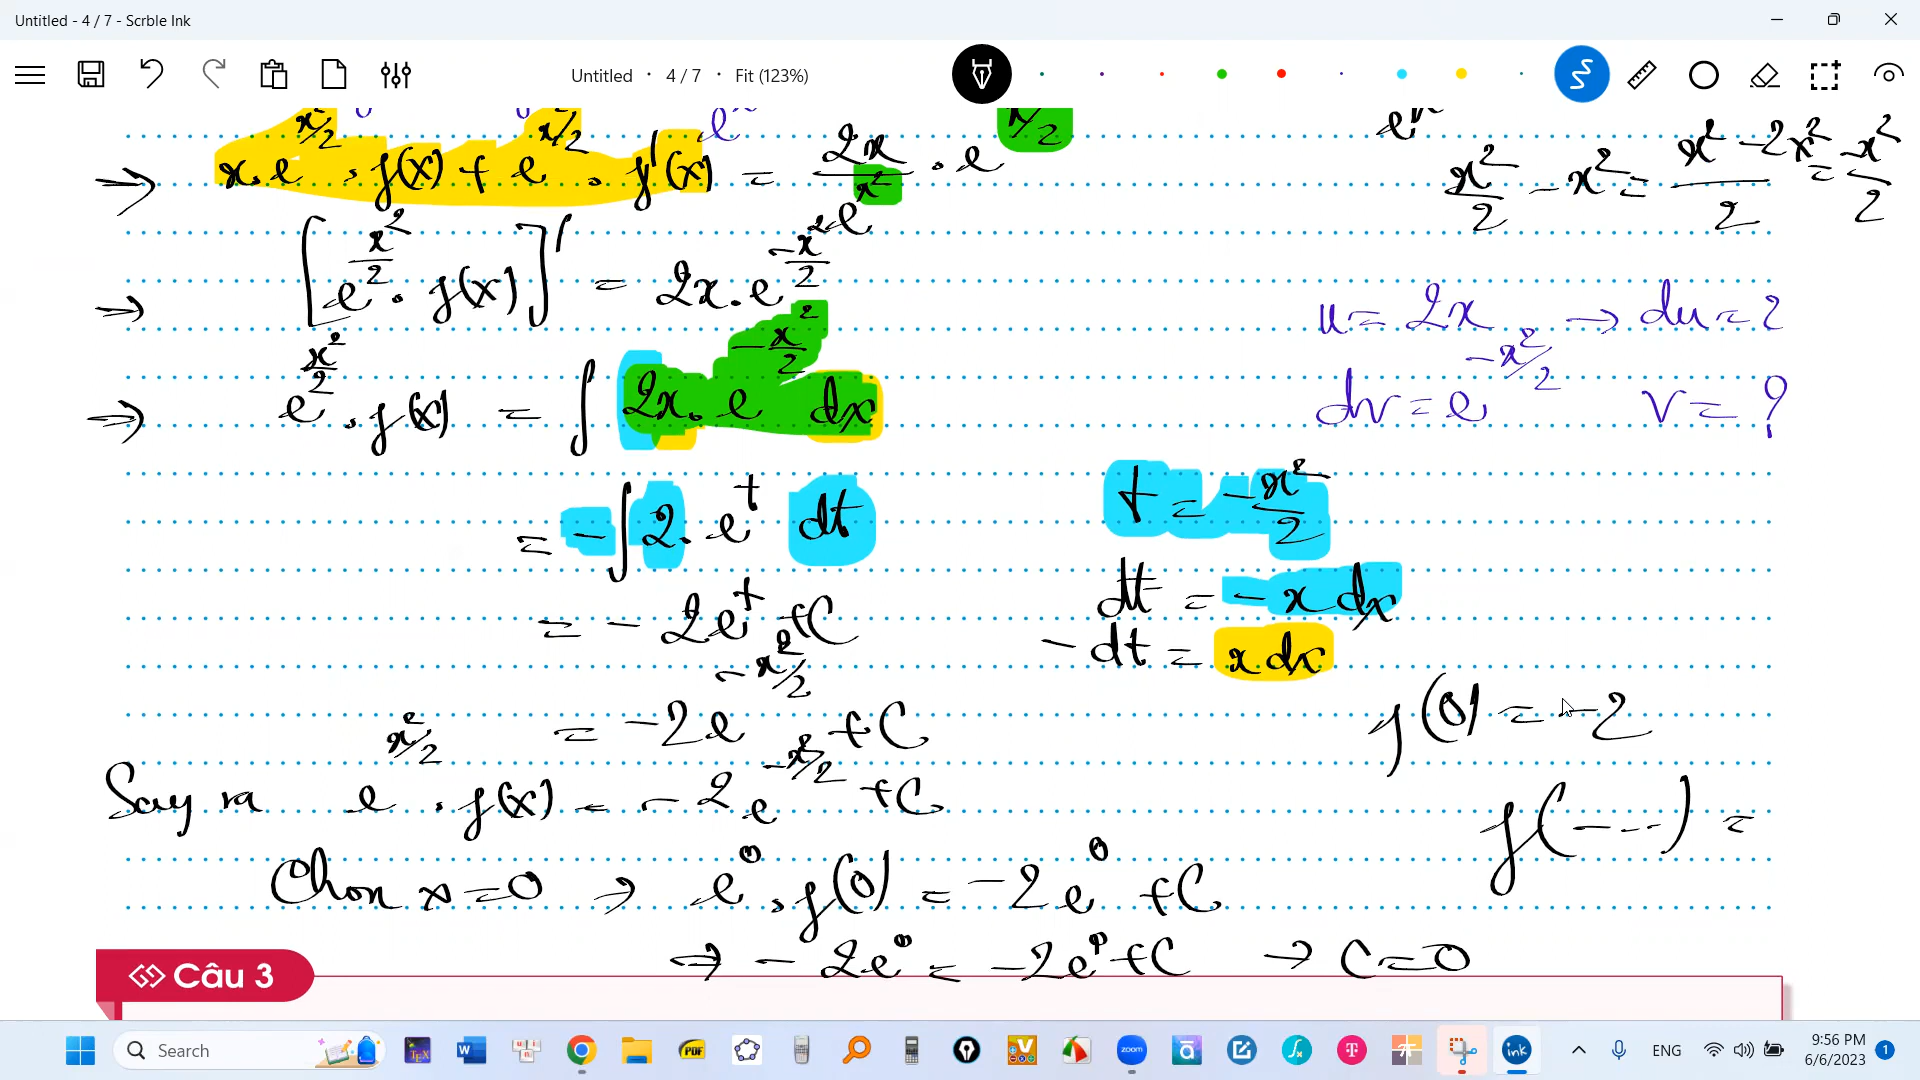 Untitled - 4 / 7 - Scrble Ink
Untitled • 4 / 7 • Fit (123%)
→ x.e^{x²/2} . f(x) + e^{x²/2} . f'(x) = 2x/e^{x²} . e^{x²/2}
x²/2 - x² = (x² - 2x²)/2 = -x²/2
→ [e^{x²/2} . f(x)]' = 2x.e^{-x²/2}
u = 2x → du = ?
→ e^{x²/2} . f(x) = ∫ 2x. e^{-x²/2} dx
dv = e^{-x²/2} v = ?
= -∫ 2. e^t dt
t = -x²/2
dt = -x dx
= -2e^t + C
-dt = x dx
= -2e^{-x²/2} + C
f(0) = -2
Suy ra e^{x²/2} . f(x) = -2e^{-x²/2} + C
f(---) =
Chọn x = 0 → e^0 . f(0) = -2e^0 + C
→ -2e^0 = -2e^0 + C → C = 0
Câu 3
Search
ENG
9:56 PM
6/6/2023
1